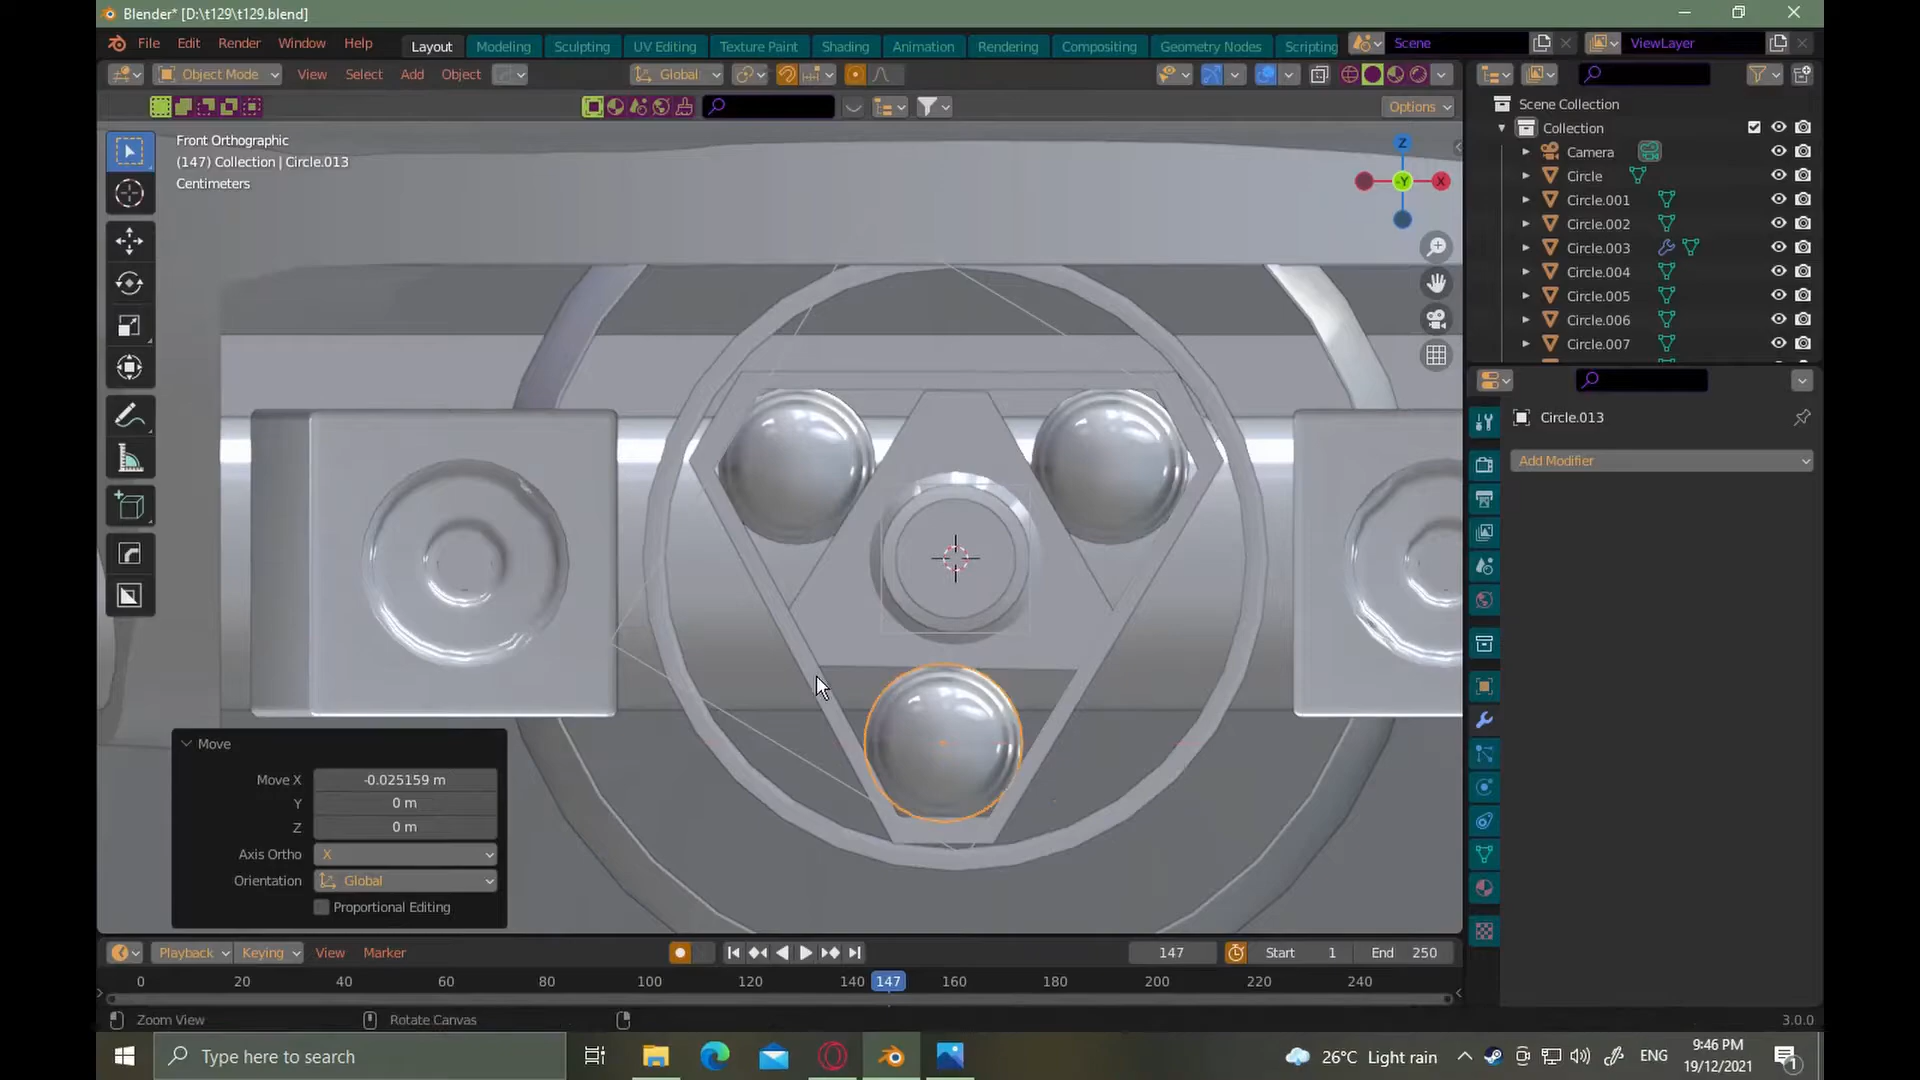 Blender* [D:\t129\t129.blend]
File Edit Render Window Help Layout Modeling Sculpting UV Editing Texture Paint Shading Animation Rendering Compositing Geometry Nodes Scripting Scene ViewLayer
Object Mode View Select Add Object Global
Options
Front Orthographic
(147) Collection | Circle.013
Centimeters
Z
-Y
X
Scene Collection
Collection
Camera
Circle
Circle.001
Circle.002
Circle.003
Circle.004
Circle.005
Circle.006
Circle.007
Circle.013
Add Modifier
Move
Move X -0.025159 m
Y 0 m
Z 0 m
Axis Ortho X
Orientation Global
Proportional Editing
Playback Keying View Marker 147 Start 1 End 250
0 20 40 60 80 100 120 140 147 160 180 200 220 240
Zoom View Rotate Canvas 3.0.0
Type here to search 26°C Light rain ENG 9:46 PM
19/12/2021
1